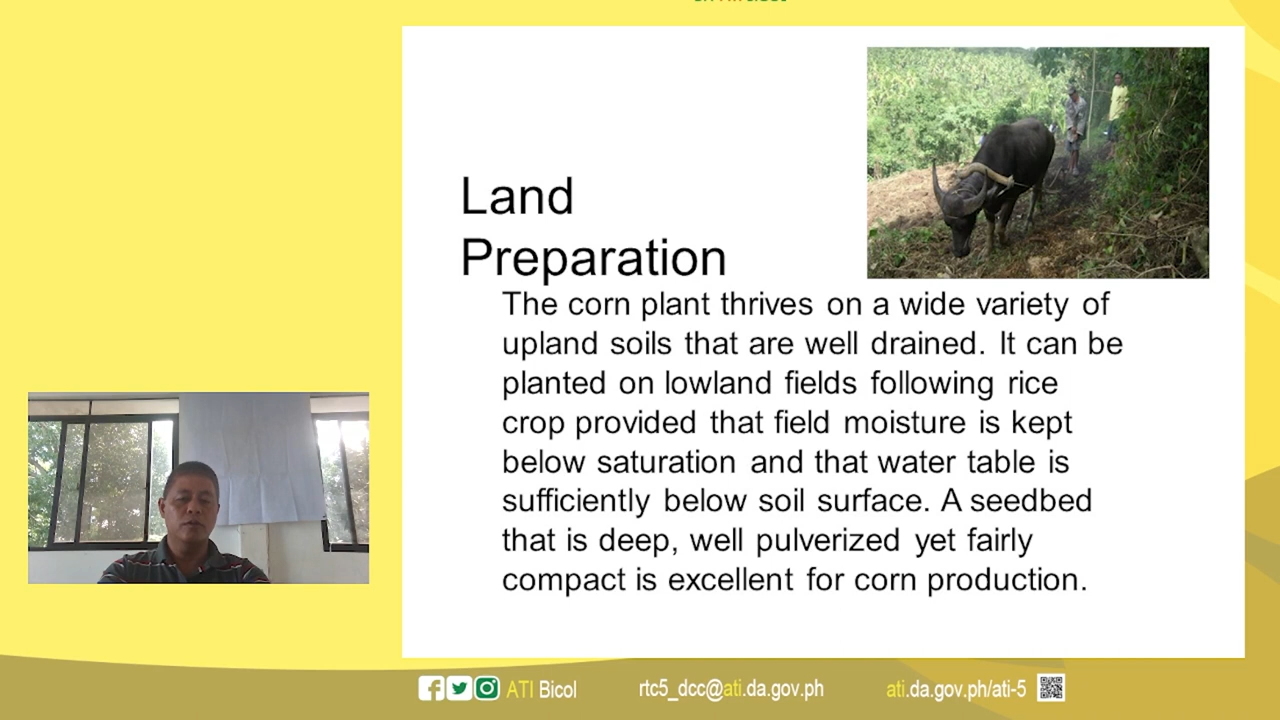 Land
Preparation
The corn plant thrives on a wide variety of
upland soils that are well drained. It can be
planted on lowland fields following rice
crop provided that field moisture is kept
below saturation and that water table is
sufficiently below soil surface. A seedbed
that is deep, well pulverized yet fairly
compact is excellent for corn production.
ATI Bicol
rtc5_dcc@ati.da.gov.ph
ati.da.gov.ph/ati-5